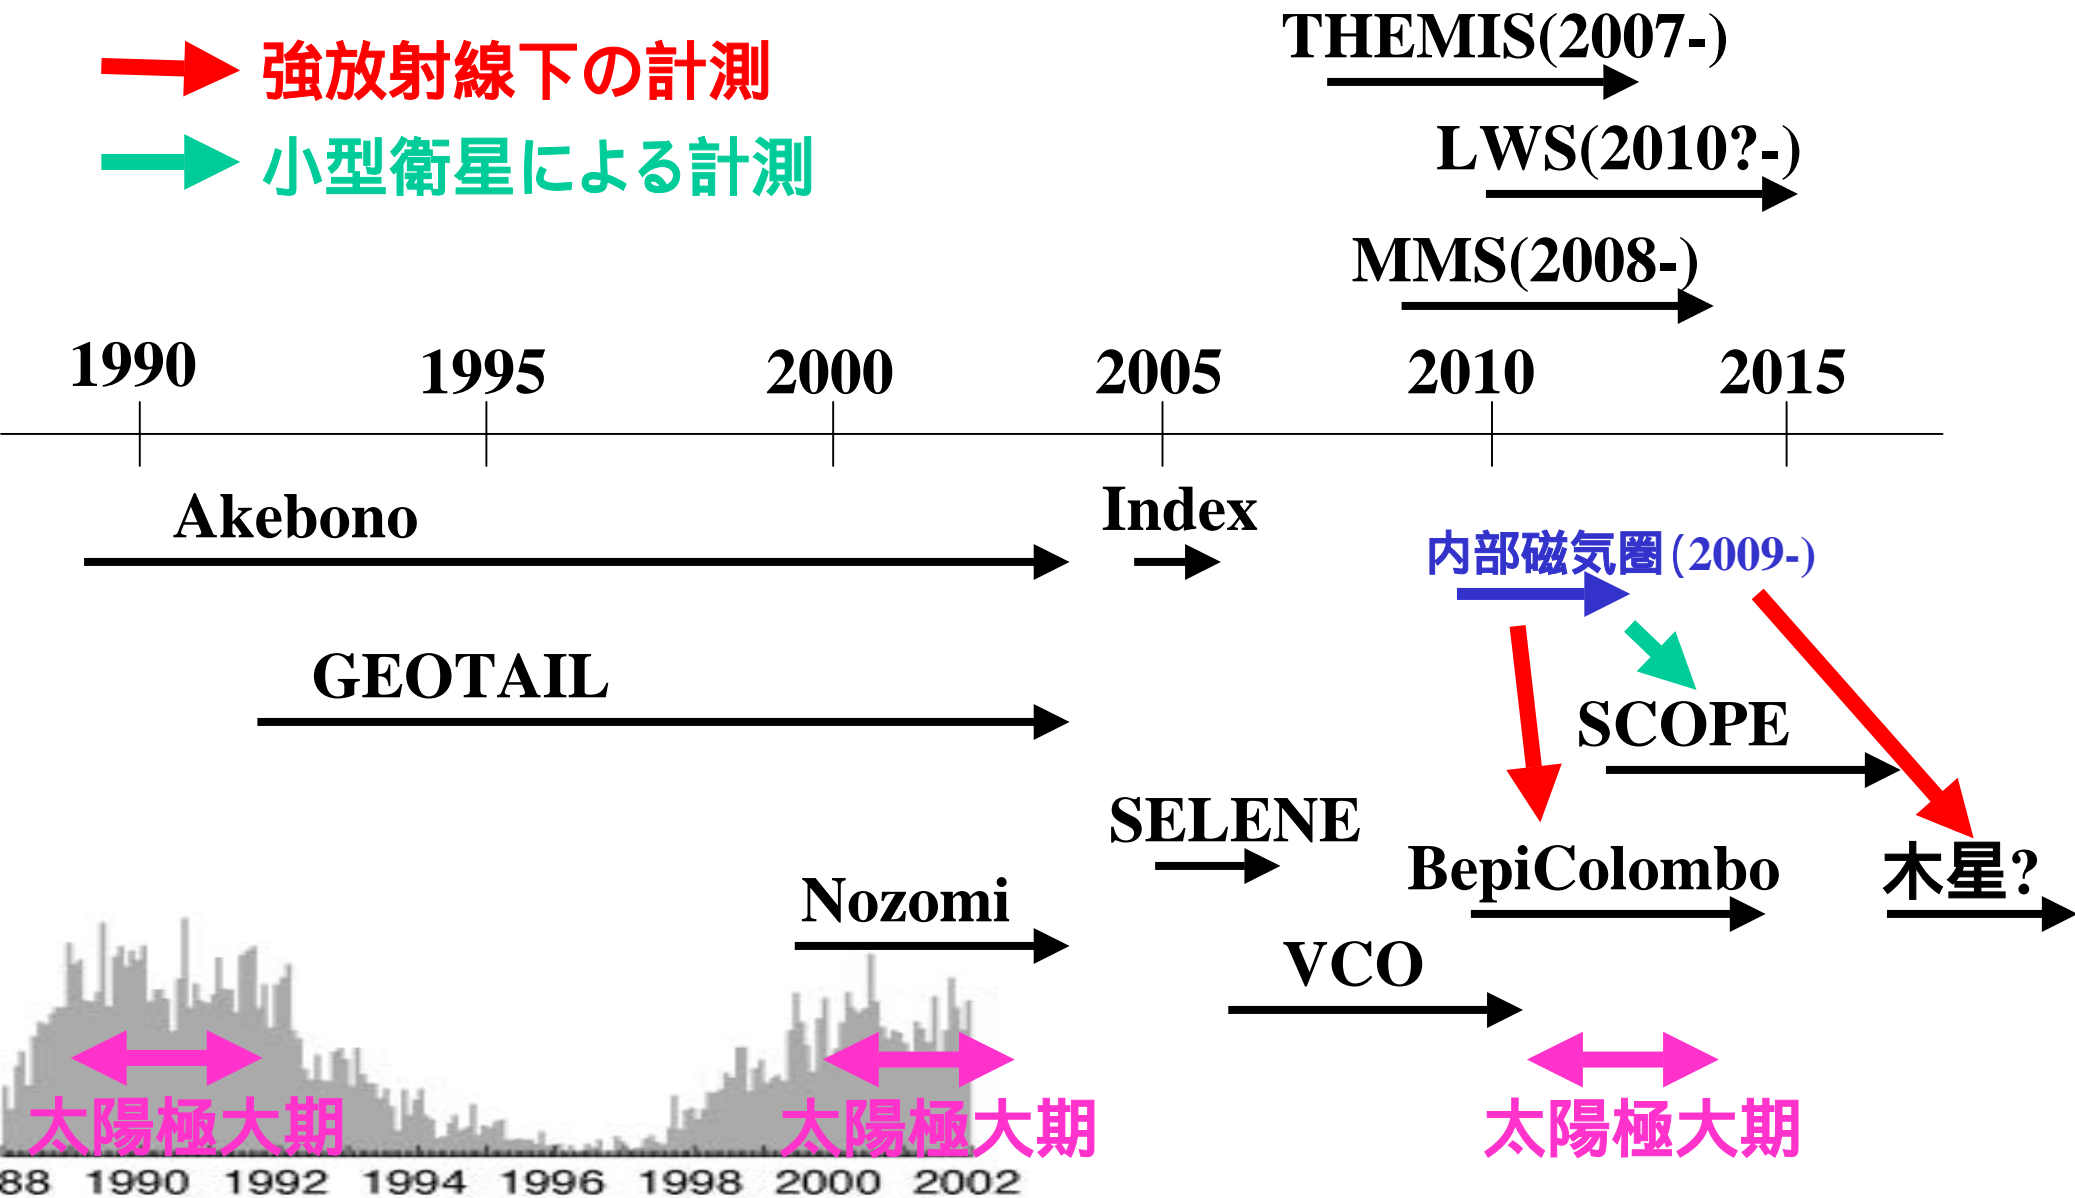 THEMIS(2007-)
強放射線下の計測
LWS(2010?-)
小型衛星による計測
MMS(2008-)
1990 1995 2000 2005 2010 2015
Akebono
Index
内部磁気圏(2009-)
GEOTAIL
SCOPE
SELENE
BepiColombo
木星?
Nozomi
VCO
太陽極大期 太陽極大期 太陽極大期
88 1990 1992 1994 1996 1998 2000 2002